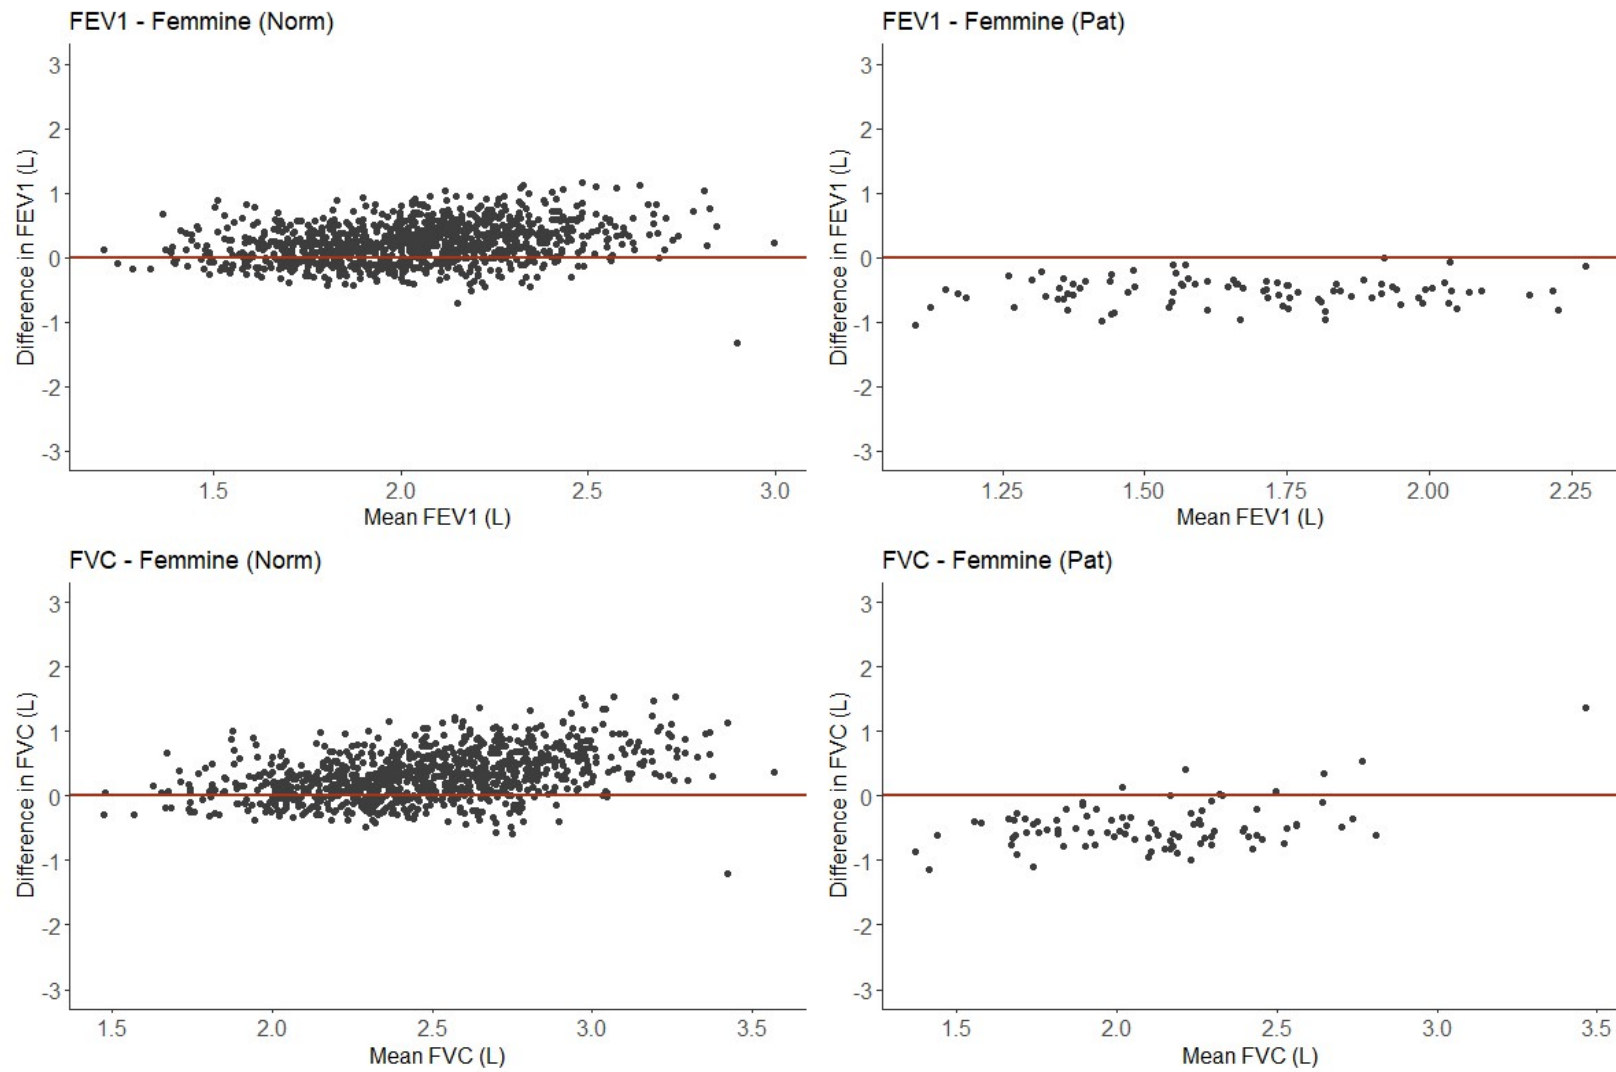 FEV1 - Femmine (Norm)
Difference in FEV1 (L)
3
2
1
0
-1
-2
-3
1.5 2.0 2.5 3.0
Mean FEV1 (L)
FEV1 - Femmine (Pat)
Difference in FEV1 (L)
3
2
1
0
-1
-2
-3
1.25 1.50 1.75 2.00 2.25
Mean FEV1 (L)
FVC - Femmine (Norm)
Difference in FVC (L)
3
2
1
0
-1
-2
-3
1.5 2.0 2.5 3.0 3.5
Mean FVC (L)
FVC - Femmine (Pat)
Difference in FVC (L)
3
2
1
0
-1
-2
-3
1.5 2.0 2.5 3.0 3.5
Mean FVC (L)